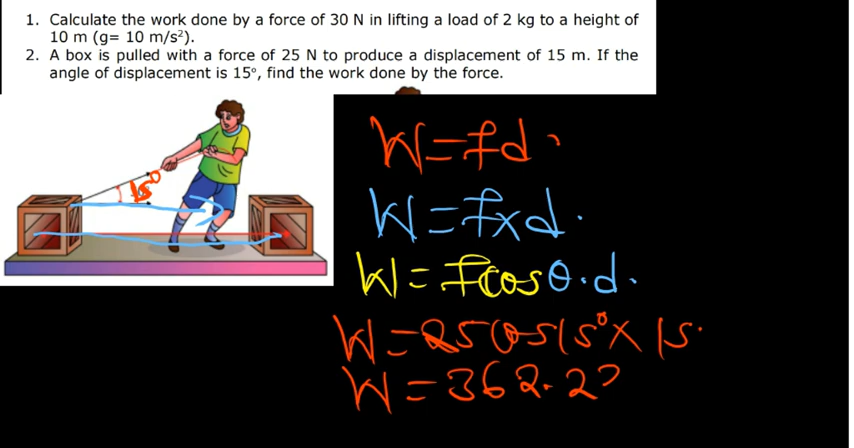 1. Calculate the work done by a force of 30 N in lifting a load of 2 kg to a height of
10 m (g= 10 m/s²).
2. A box is pulled with a force of 25 N to produce a displacement of 15 m. If the
angle of displacement is 15°, find the work done by the force.
15°
W=fd.
W=fxd.
W=fcosθ.d.
W=25cos15°x15.
W=362.22